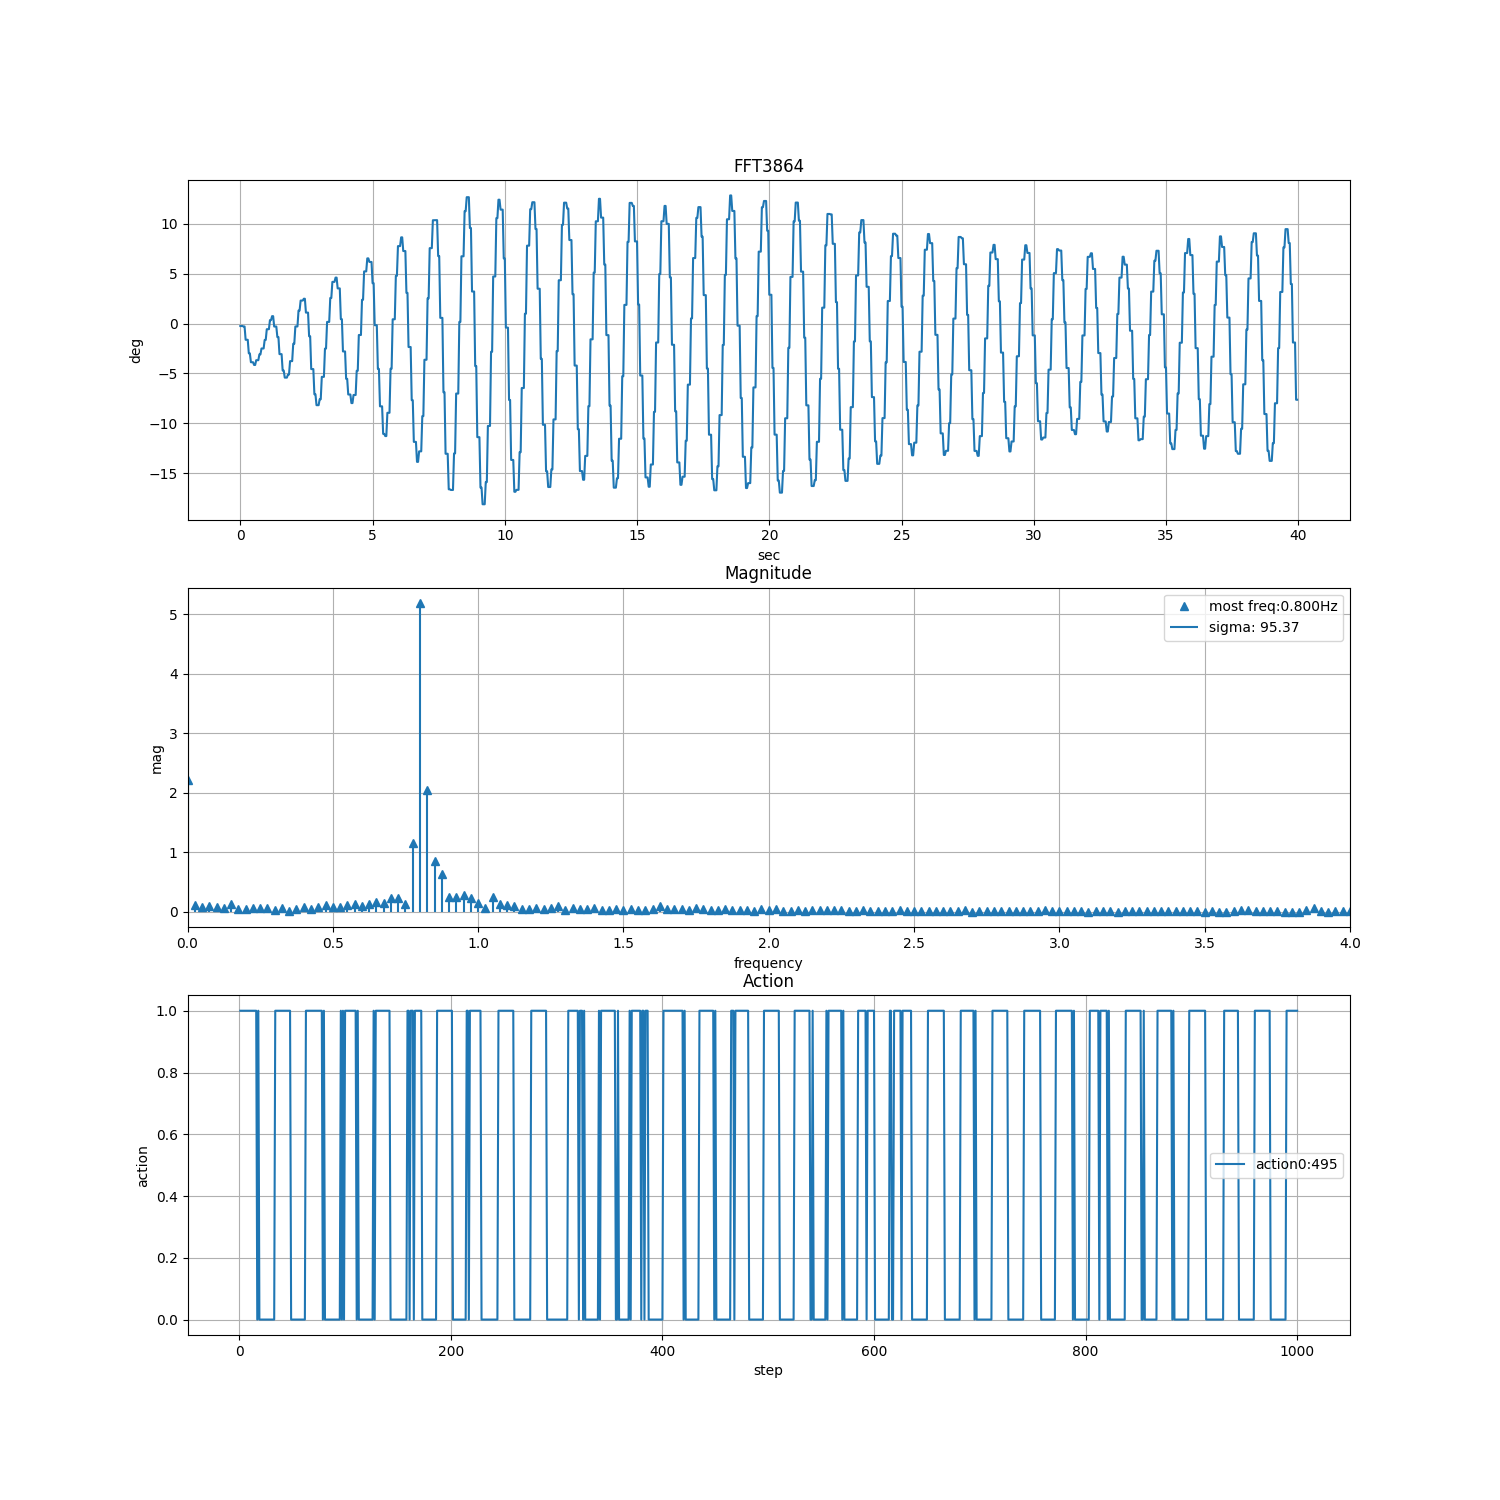 FFT3864
10
5
0
−5
−10
−15
deg
0 5 10 15 20 25 30 35 40
sec
Magnitude
most freq:0.800Hz
sigma: 95.37
5
4
3
2
1
0
mag
0.0 0.5 1.0 1.5 2.0 2.5 3.0 3.5 4.0
frequency
Action
1.0
0.8
0.6
0.4
0.2
0.0
action
action0:495
0 200 400 600 800 1000
step